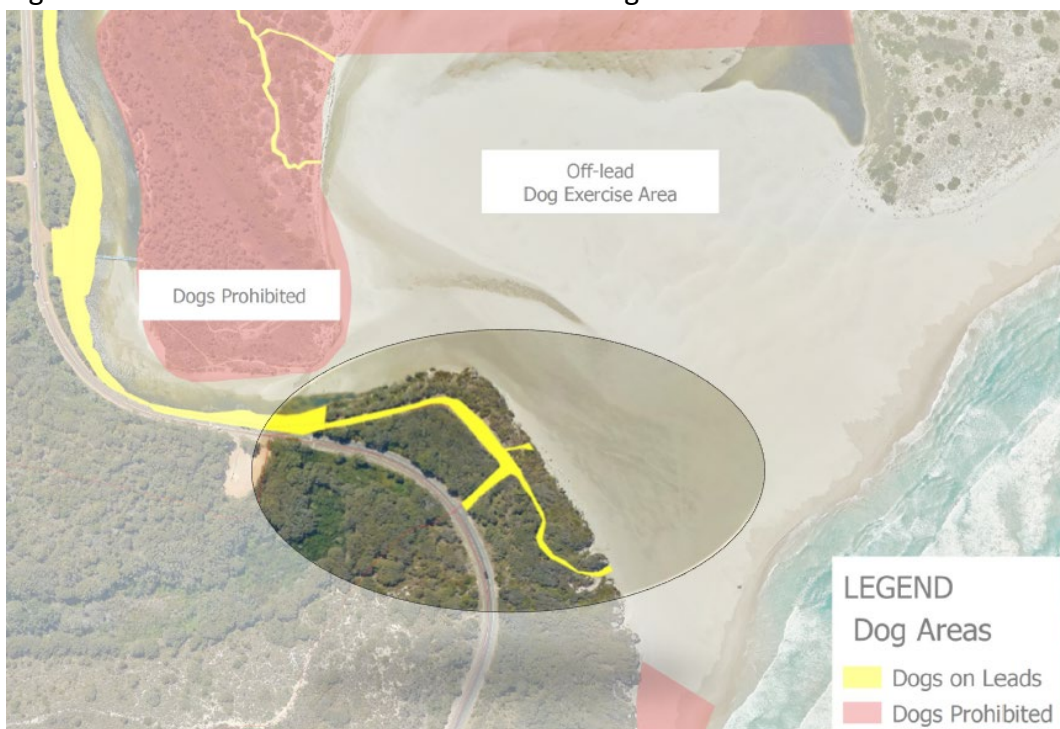 Off-lead
Dog Exercise Area
Dogs Prohibited
LEGEND
Dog Areas
Dogs on Leads
Dogs Prohibited